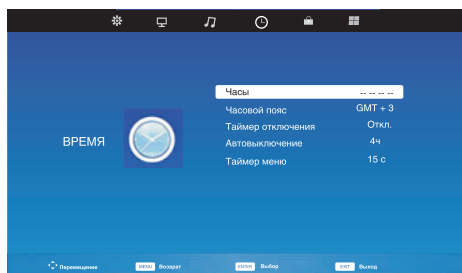 Часы -- -- -- --
Часовой пояс GMT + 3
Таймер отключения Откл.
ВРЕМЯ
Автовыключение 4ч
Таймер меню 15 с
Перемещение MENU Возврат ENTER Выбор EXIT Выход